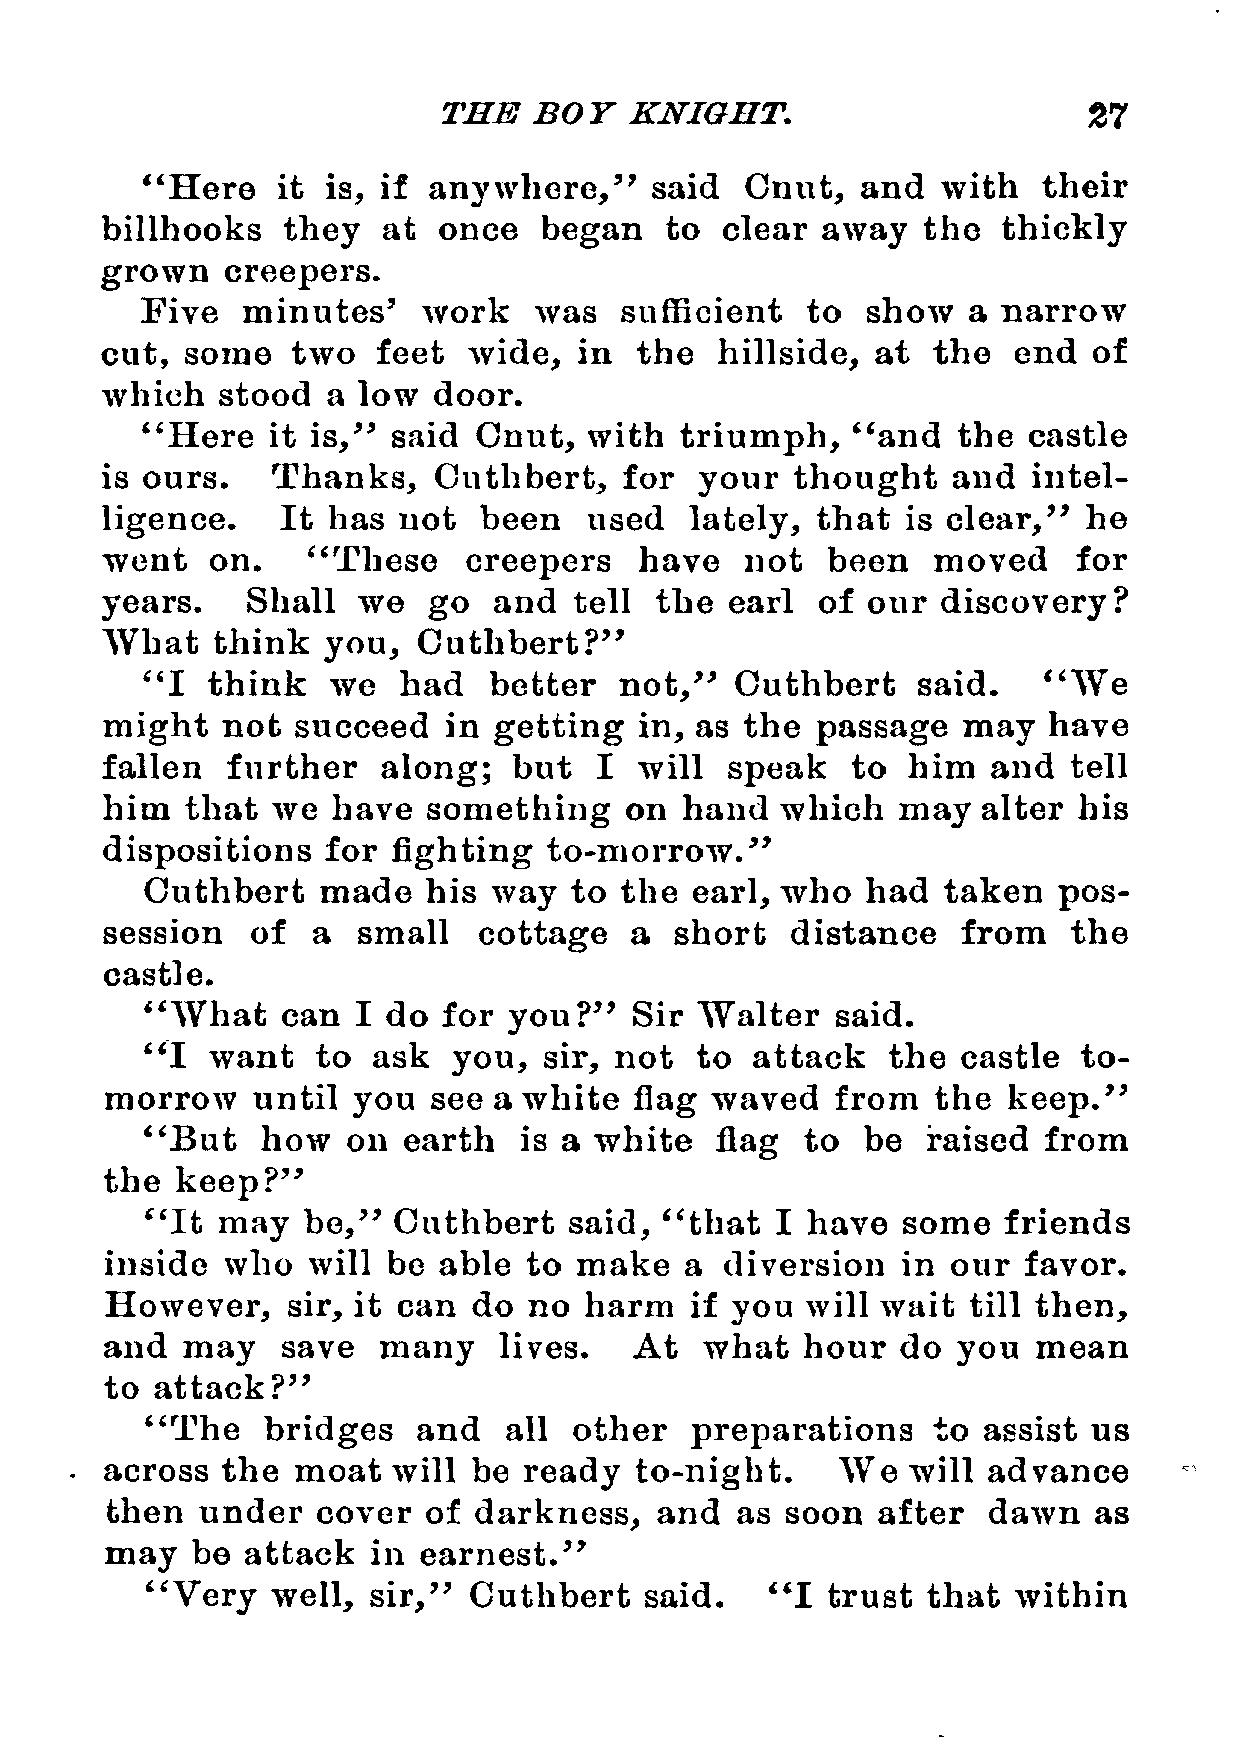 THE BOY KNIGHT. 27
“Here it is, if anywhere,” said Cnut, and with their
billhooks they at once began to clear away the thickly
grown creepers.
Five minutes’ work was sufficient to show a narrow
cut, some two feet wide, in the hillside, at the end of
which stood a low door.
“Here it is,” said Cnut, with triumph, “and the castle
is ours. Thanks, Cuthbert, for your thought and intel-
ligence. It has not been used lately, that is clear,” he
went on. “These creepers have not been moved for
years. Shall we go and tell the earl of our discovery?
What think you, Cuthbert?”
“I think we had better not,” Cuthbert said. “We
might not succeed in getting in, as the passage may have
fallen further along; but I will speak to him and tell
him that we have something on hand which may alter his
dispositions for fighting to-morrow.”
Cuthbert made his way to the earl, who had taken pos-
session of a small cottage a short distance from the
castle.
“What can I do for you?” Sir Walter said.
“I want to ask you, sir, not to attack the castle to-
morrow until you see a white flag waved from the keep.”
“But how on earth is a white flag to be raised from
the keep?”
“It may be,” Cuthbert said, “that I have some friends
inside who will be able to make a diversion in our favor.
However, sir, it can do no harm if you will wait till then,
and may save many lives. At what hour do you mean
to attack?”
“The bridges and all other preparations to assist us
across the moat will be ready to-night. We will advance
then under cover of darkness, and as soon after dawn as
may be attack in earnest.”
“Very well, sir,” Cuthbert said. “I trust that within